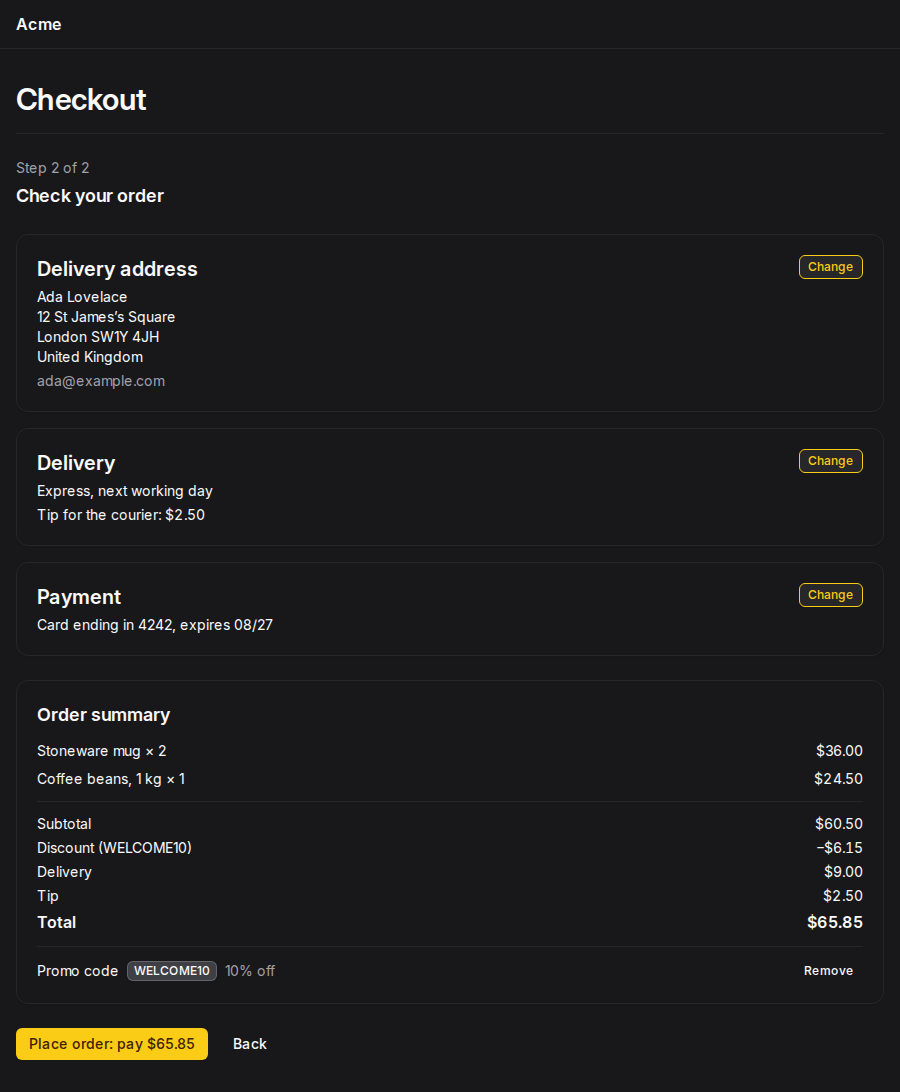 Acme
Checkout
Step 2 of 2
Check your order
Delivery address
Change
Ada Lovelace
12 St James’s Square
London SW1Y 4JH
United Kingdom
ada@example.com
Delivery
Change
Express, next working day
Tip for the courier: $2.50
Payment
Change
Card ending in 4242, expires 08/27
Order summary
Stoneware mug × 2 $36.00
Coffee beans, 1 kg × 1 $24.50
Subtotal $60.50
Discount (WELCOME10) −$6.15
Delivery $9.00
Tip $2.50
Total $65.85
Promo code WELCOME10 10% off Remove
Place order: pay $65.85 Back